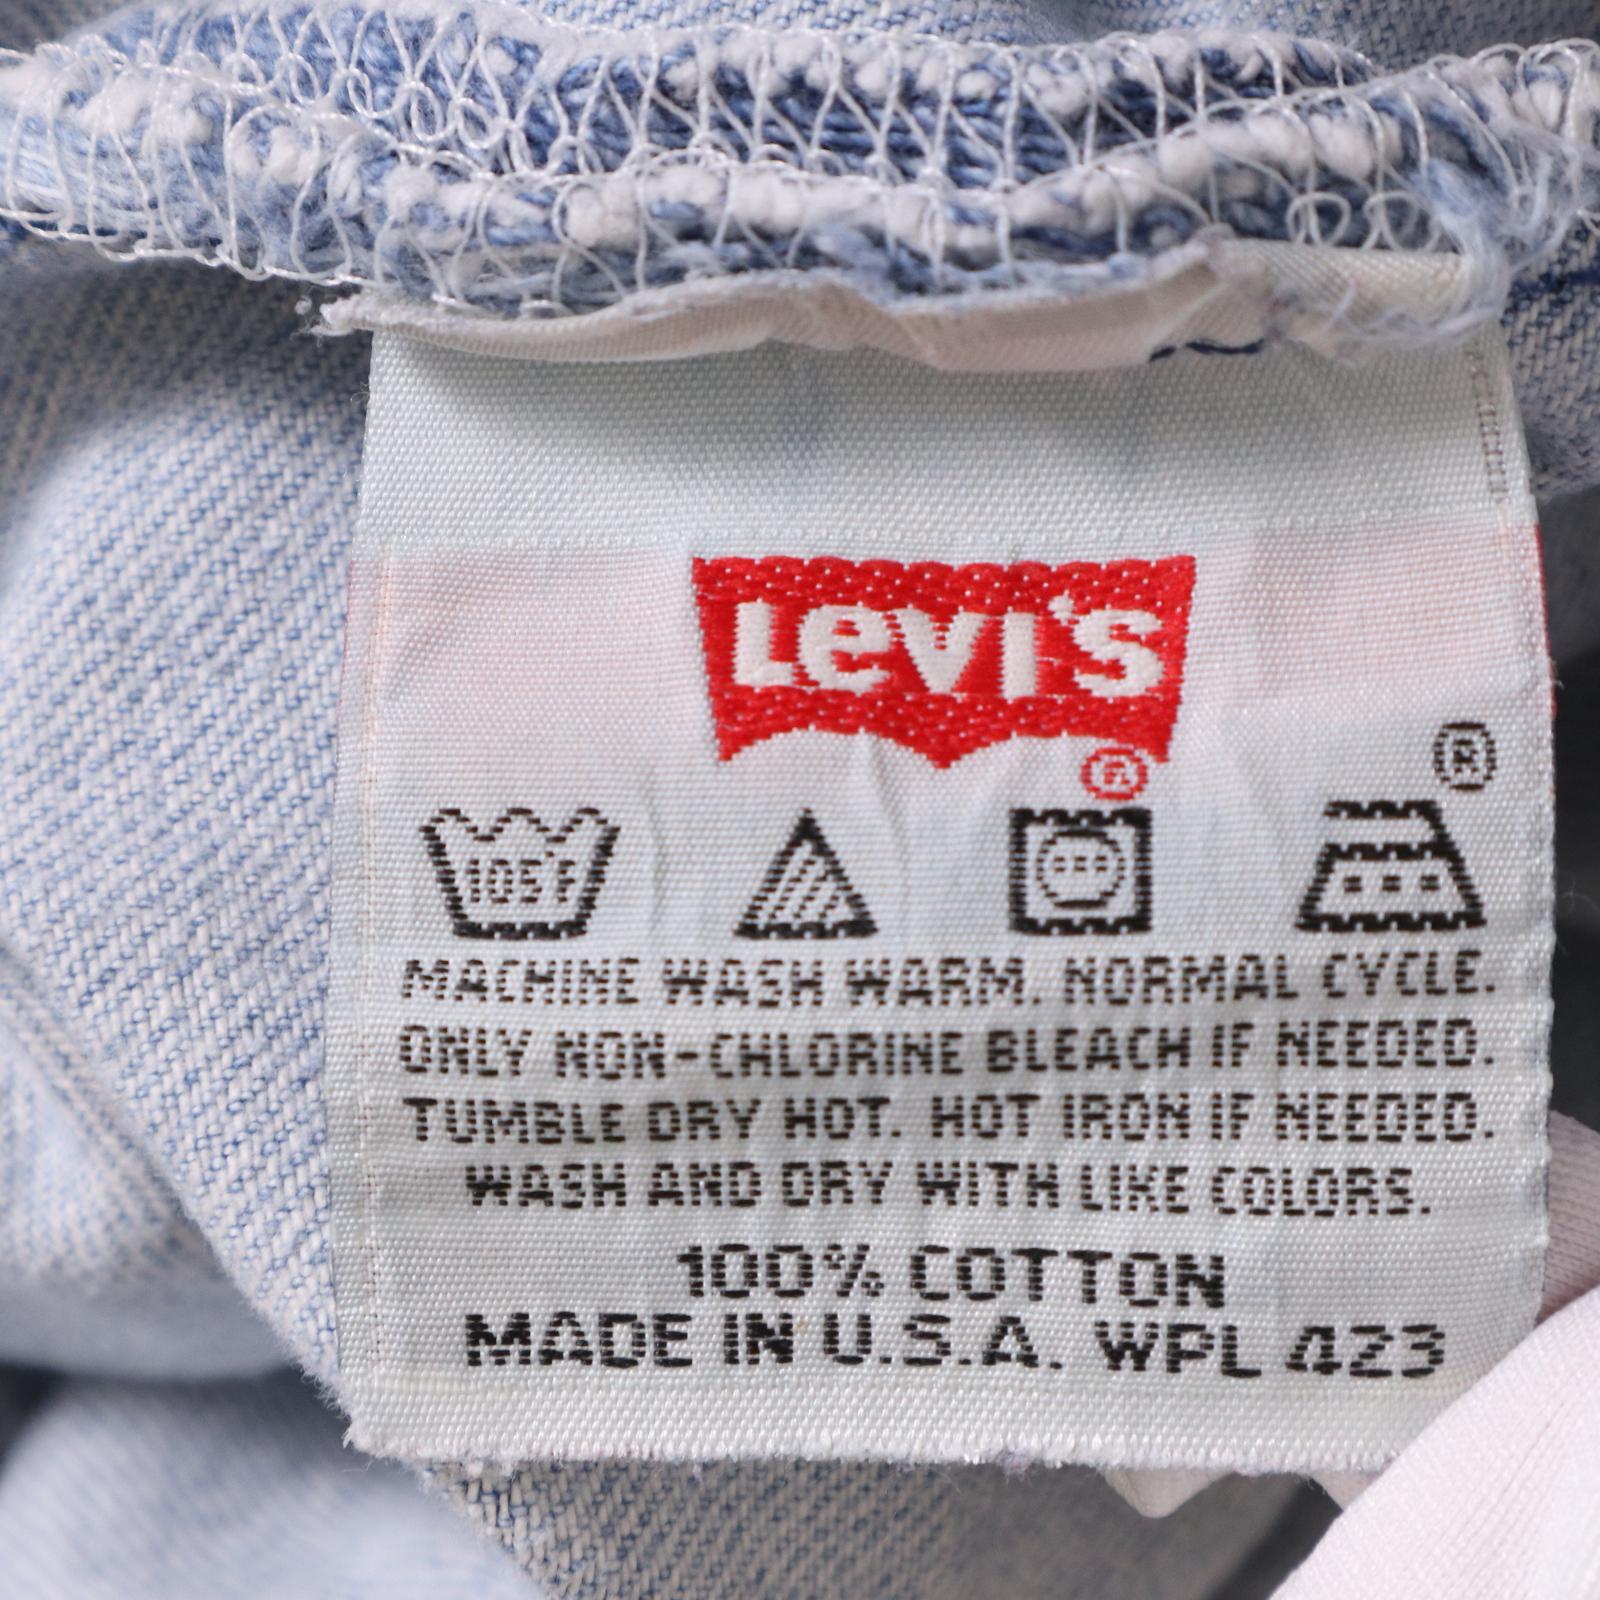 Levi's
®
®
105°F
MACHINE WASH WARM. NORMAL CYCLE.
ONLY NON-CHLORINE BLEACH IF NEEDED.
TUMBLE DRY HOT. HOT IRON IF NEEDED.
WASH AND DRY WITH LIKE COLORS.
100% COTTON
MADE IN U.S.A. WPL 423